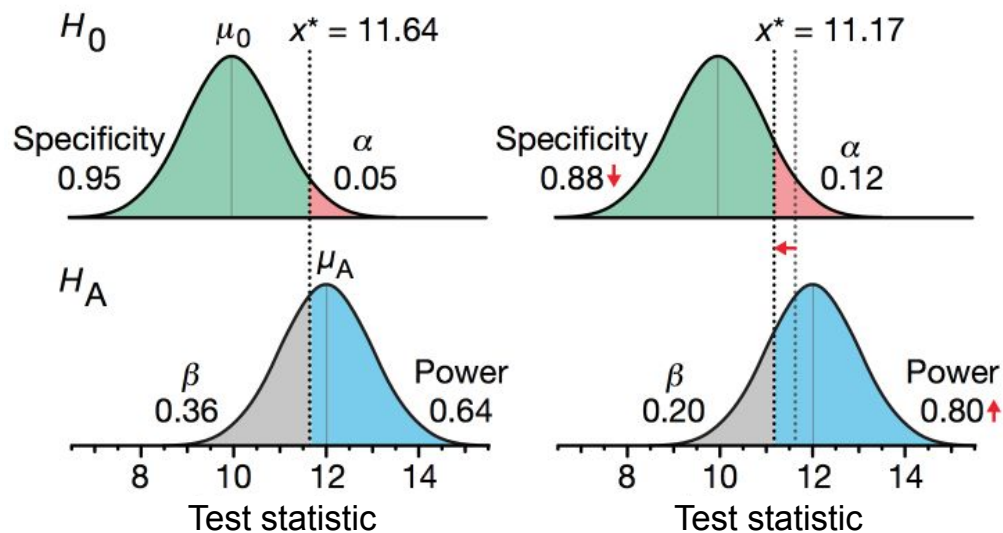 H0 μ0 x* = 11.64
Specificity α
0.95 0.05
HA μA
β Power
0.36 0.64
8 10 12 14
Test statistic
x* = 11.17
Specificity α
0.88 0.12
β Power
0.20 0.80
8 10 12 14
Test statistic